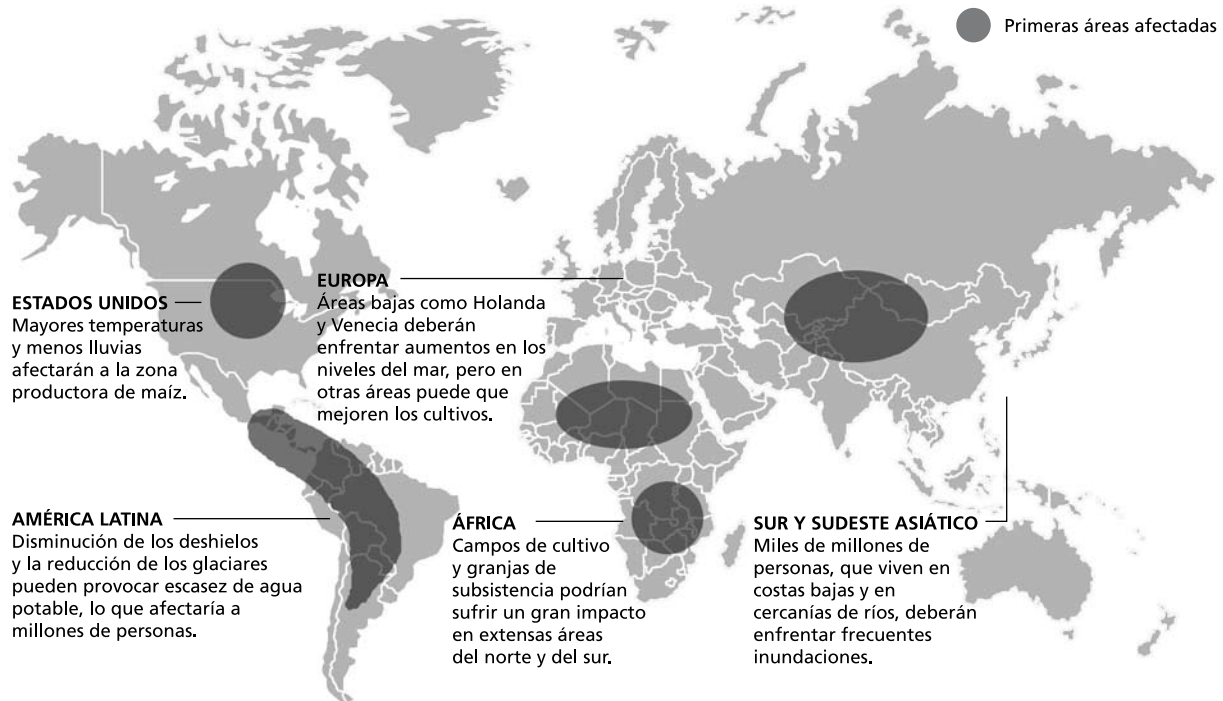 Primeras áreas afectadas
ESTADOS UNIDOS
Mayores temperaturas
y menos lluvias
afectarán a la zona
productora de maíz.
EUROPA
Áreas bajas como Holanda
y Venecia deberán
enfrentar aumentos en los
niveles del mar, pero en
otras áreas puede que
mejoren los cultivos.
AMÉRICA LATINA
Disminución de los deshielos
y la reducción de los glaciares
pueden provocar escasez de agua
potable, lo que afectaría a
millones de personas.
ÁFRICA
Campos de cultivo
y granjas de
subsistencia podrían
sufrir un gran impacto
en extensas áreas
del norte y del sur.
SUR Y SUDESTE ASIÁTICO
Miles de millones de
personas, que viven en
costas bajas y en
cercanías de ríos, deberán
enfrentar frecuentes
inundaciones.